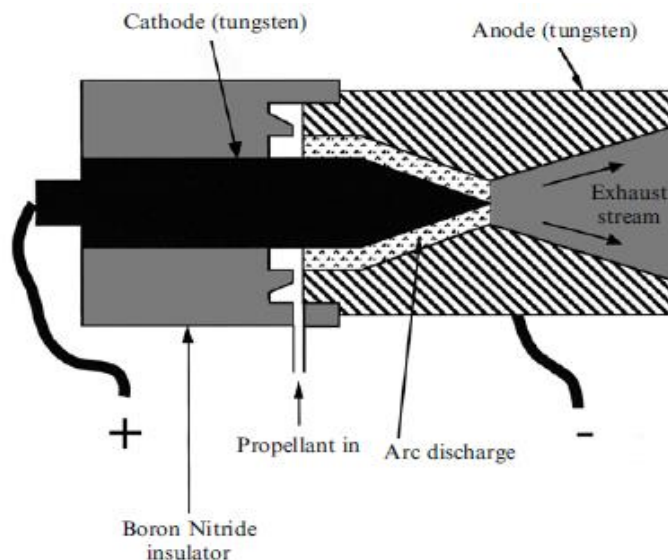 Cathode (tungsten)
Anode (tungsten)
Exhaust
stream
+
-
Propellant in
Arc discharge
Boron Nitride
insulator